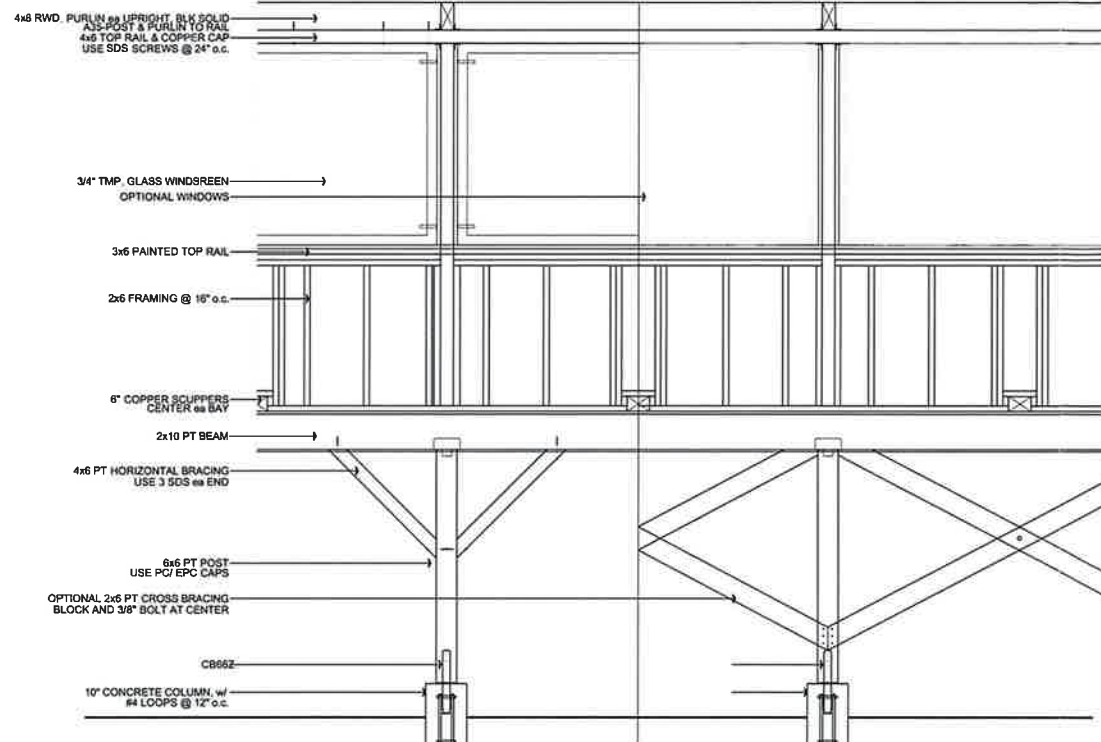 4x8 RWD. PURLIN ea UPRIGHT, BLK SOLID
A35-POST & PURLIN TO RAIL
4x6 TOP RAIL & COPPER CAP
USE SDS SCREWS @ 24" o.c.
3/4" TMP. GLASS WINDSREEN
OPTIONAL WINDOWS
3x6 PAINTED TOP RAIL
2x6 FRAMING @ 16" o.c.
6" COPPER SCUPPERS
CENTER ea BAY
2x10 PT BEAM
4x6 PT HORIZONTAL BRACING
USE 3 SDS ea END
6x6 PT POST
USE PC/ EPC CAPS
OPTIONAL 2x6 PT CROSS BRACING
BLOCK AND 3/8" BOLT AT CENTER
CB66Z
10" CONCRETE COLUMN, w/
#4 LOOPS @ 12" o.c.